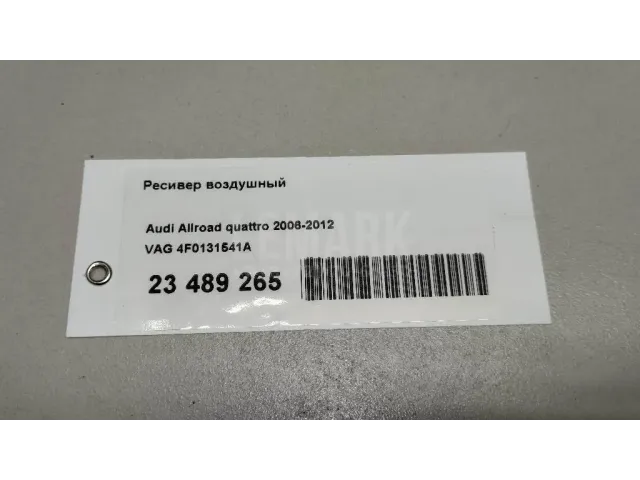 Ресивер воздушный
Audi Allroad quattro 2006-2012
VAG 4F0131541A
23 489 265